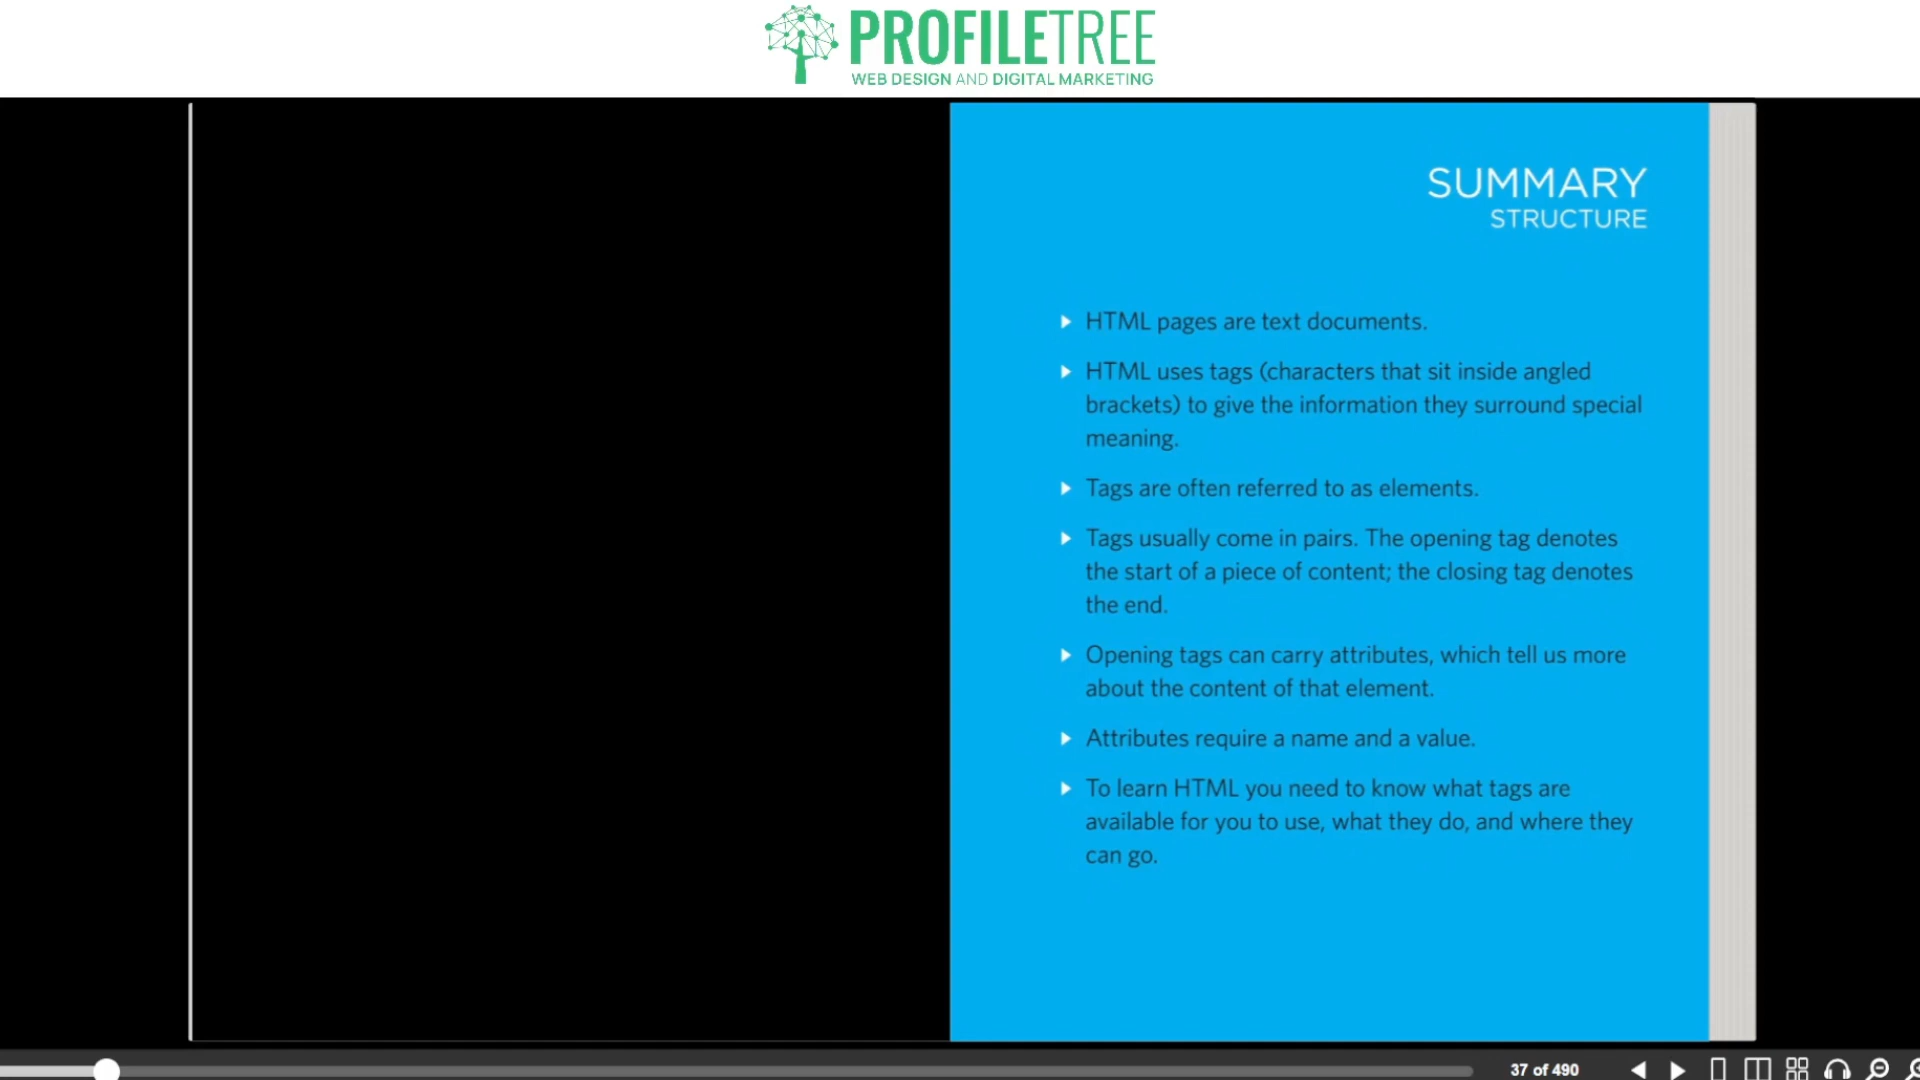 PROFILETREE
WEB DESIGN AND DIGITAL MARKETING
SUMMARY
STRUCTURE
HTML pages are text documents.
HTML uses tags (characters that sit inside angled
brackets) to give the information they surround special
meaning.
Tags are often referred to as elements.
Tags usually come in pairs. The opening tag denotes
the start of a piece of content; the closing tag denotes
the end.
Opening tags can carry attributes, which tell us more
about the content of that element.
Attributes require a name and a value.
To learn HTML you need to know what tags are
available for you to use, what they do, and where they
can go.
37 of 490